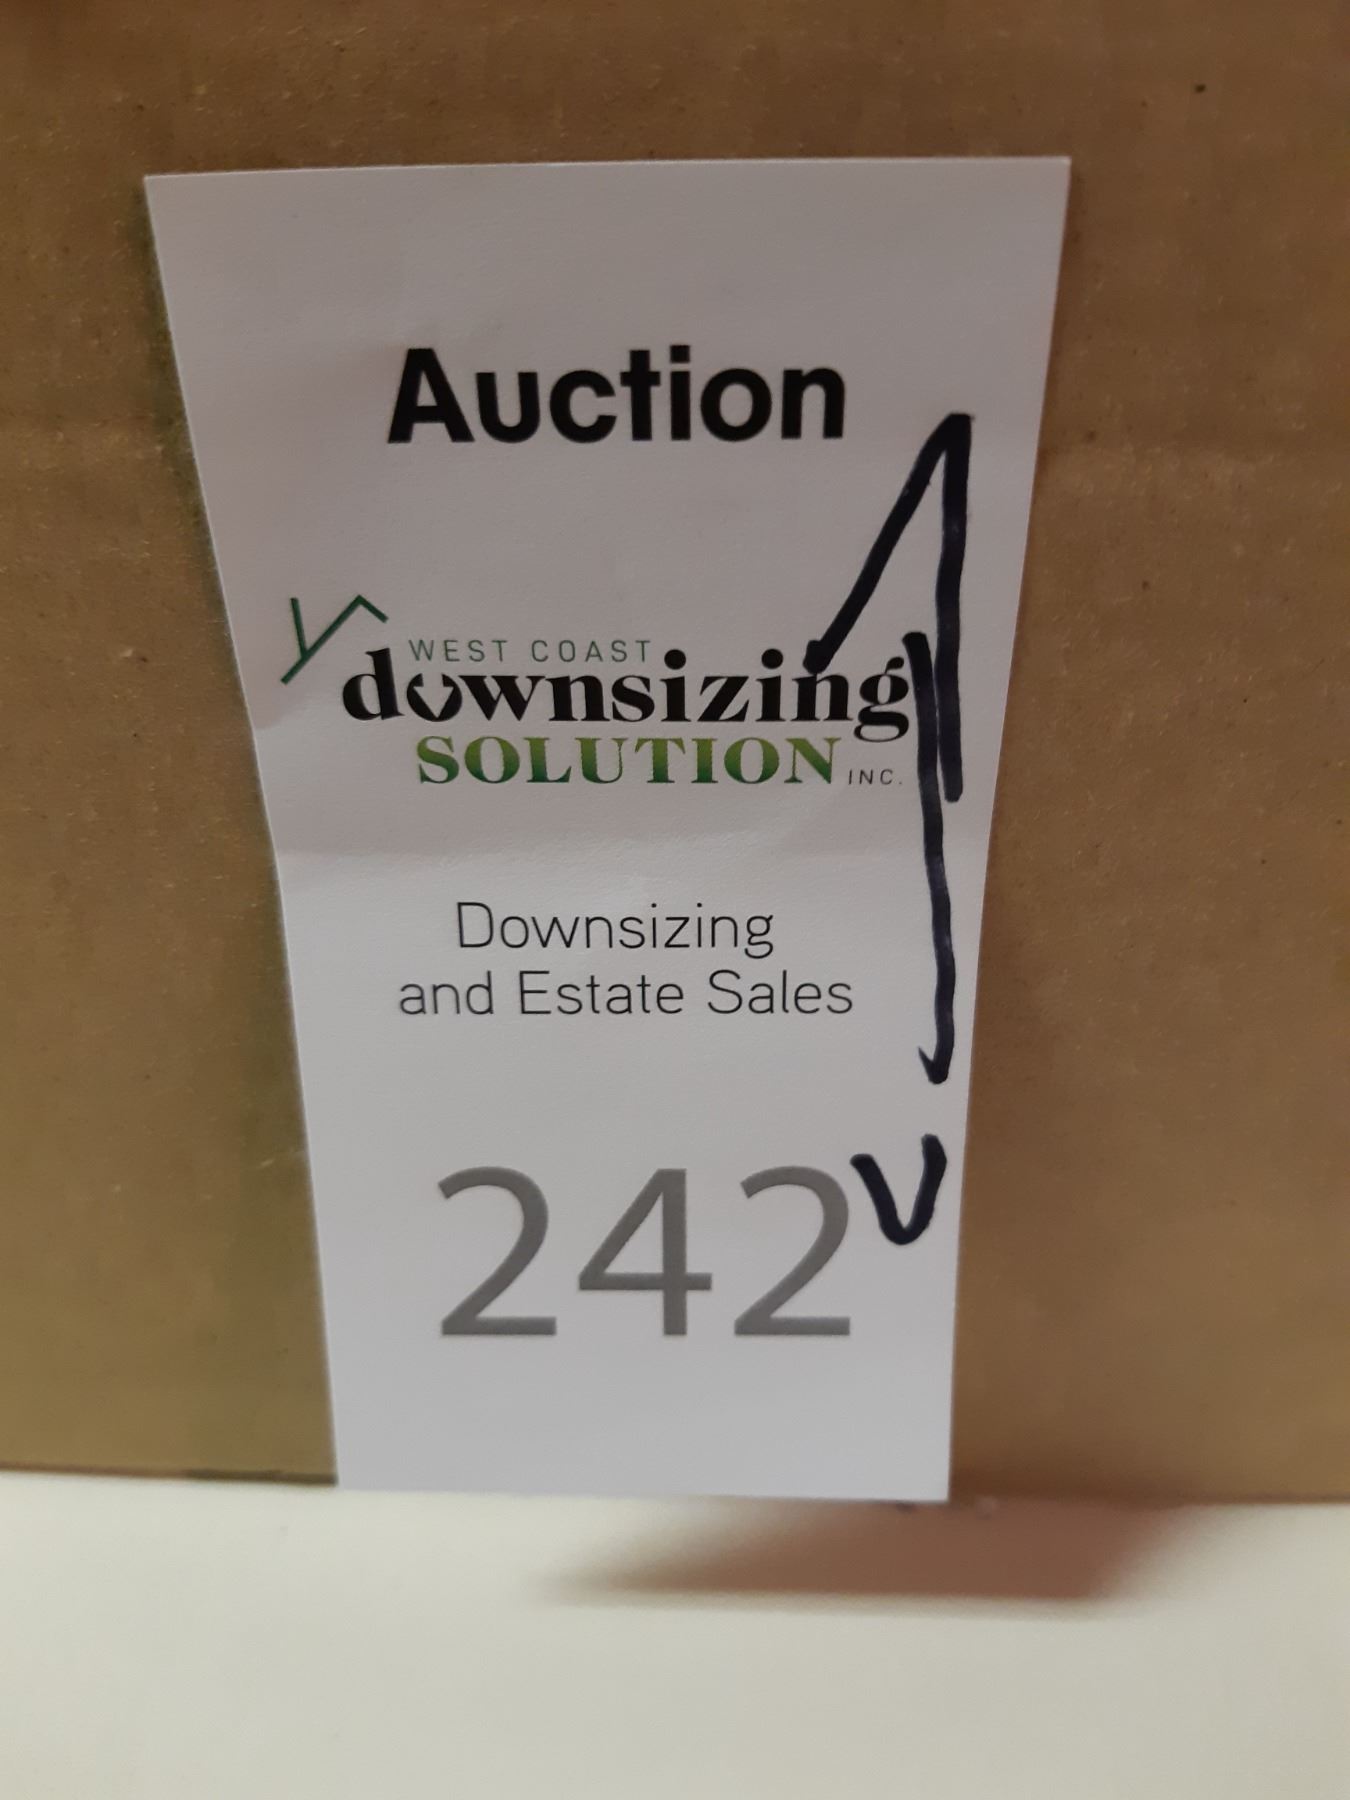 Auction
WEST COAST
downsizing
SOLUTION INC.
Downsizing
and Estate Sales
242